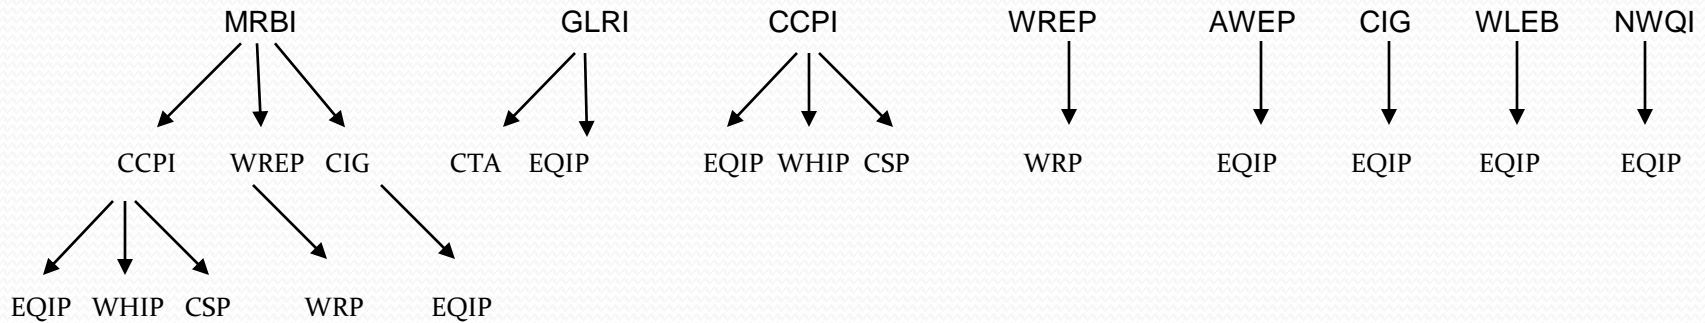 MRBI GLRI CCPI WREP AWEP CIG WLEB NWQI
CCPI WREP CIG CTA EQIP EQIP WHIP CSP WRP EQIP EQIP EQIP EQIP
EQIP WHIP CSP WRP EQIP